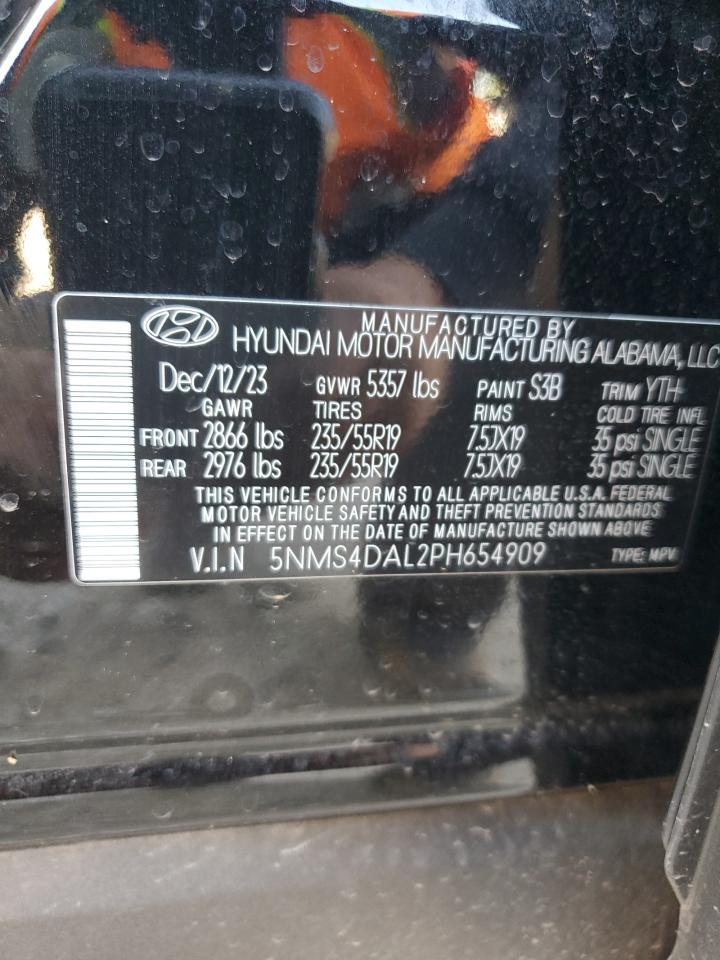 MANUFACTURED BY
HYUNDAI MOTOR MANUFACTURING ALABAMA, LLC
Dec/12/23 GVWR 5357 lbs PAINT S3B TRIM YTH
GAWR TIRES RIMS COLD TIRE INFL
FRONT 2866 lbs 235/55R19 7.5JX19 35 psi SINGLE
REAR 2976 lbs 235/55R19 7.5JX19 35 psi SINGLE
THIS VEHICLE CONFORMS TO ALL APPLICABLE U.S.A. FEDERAL
MOTOR VEHICLE SAFETY AND THEFT PREVENTION STANDARDS
IN EFFECT ON THE DATE OF MANUFACTURE SHOWN ABOVE
V.I.N 5NMS4DAL2PH654909 TYPE: MPV